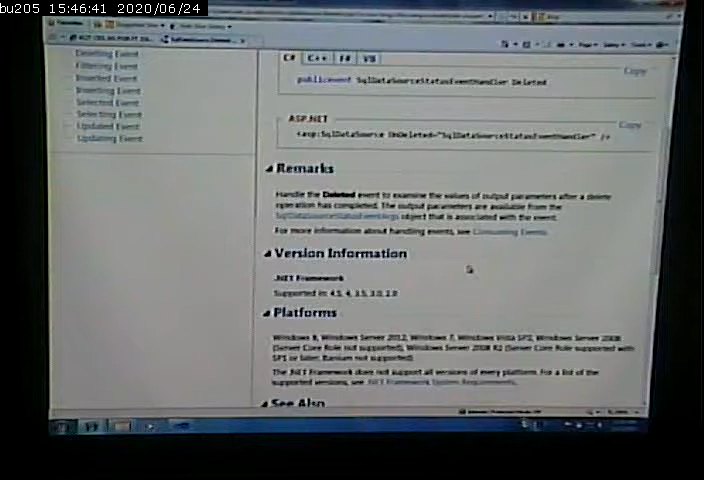 bu205 15:46:41 2020/06/24
Deleting Event
Filtering Event
Inserted Event
Inserting Event
Selected Event
Selecting Event
Updated Event
Updating Event
C# C++ F# VB
Copy
public event SqlDataSourceStatusEventHandler Deleted
ASP.NET
Copy
<asp:SqlDataSource OnDeleted="SqlDataSourceStatusEventHandler" />
Remarks
Handle the Deleted event to examine the values of output parameters after a delete
operation has completed. The output parameters are available from the
SqlDataSourceStatusEventArgs object that is associated with the event.
For more information about handling events, see Consuming Events.
Version Information
.NET Framework
Supported in: 4.5, 4, 3.5, 3.0, 2.0
Platforms
Windows 8, Windows Server 2012, Windows 7, Windows Vista SP2, Windows Server 2008
(Server Core Role not supported), Windows Server 2008 R2 (Server Core Role supported with
SP1 or later; Itanium not supported)
The .NET Framework does not support all versions of every platform. For a list of the
supported versions, see .NET Framework System Requirements.
See Also